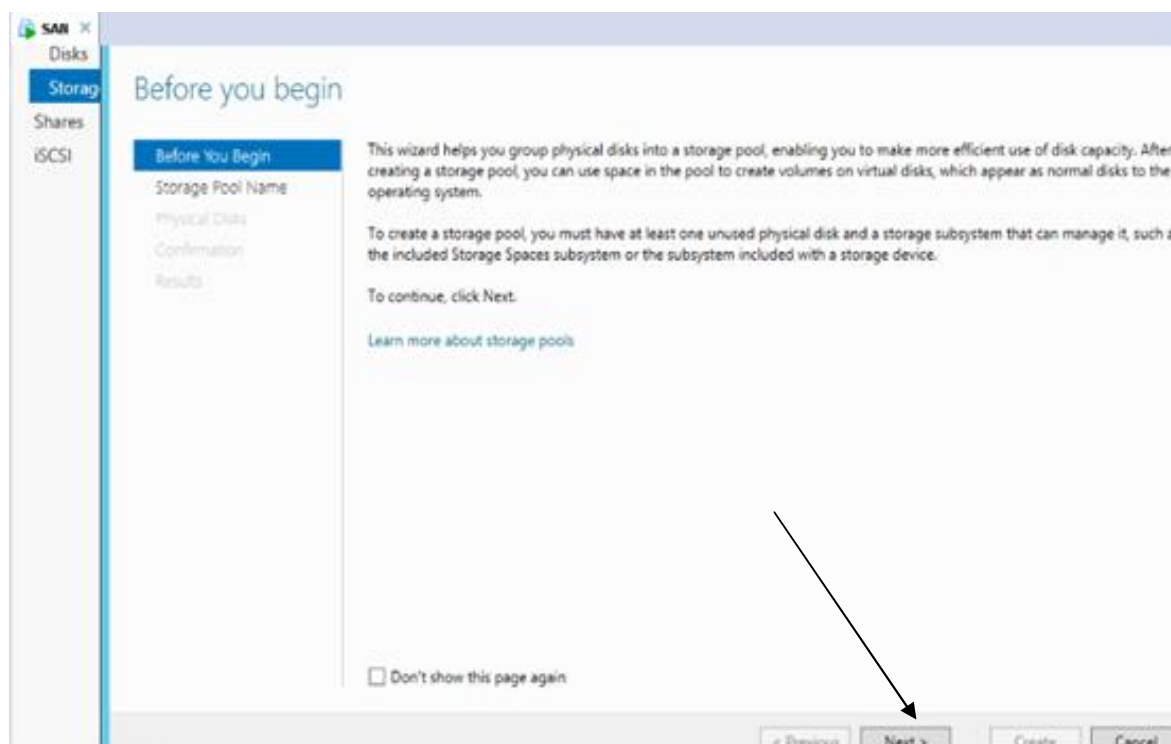 SAN ×
Disks
Storag
Shares
iSCSI
Before you begin
Before You Begin
Storage Pool Name
Physical Disks
Confirmation
Results
This wizard helps you group physical disks into a storage pool, enabling you to make more efficient use of disk capacity. After
creating a storage pool, you can use space in the pool to create volumes on virtual disks, which appear as normal disks to the
operating system.
To create a storage pool, you must have at least one unused physical disk and a storage subsystem that can manage it, such a
the included Storage Spaces subsystem or the subsystem included with a storage device.
To continue, click Next.
Learn more about storage pools
Don't show this page again
< Previous
Next >
Create
Cancel